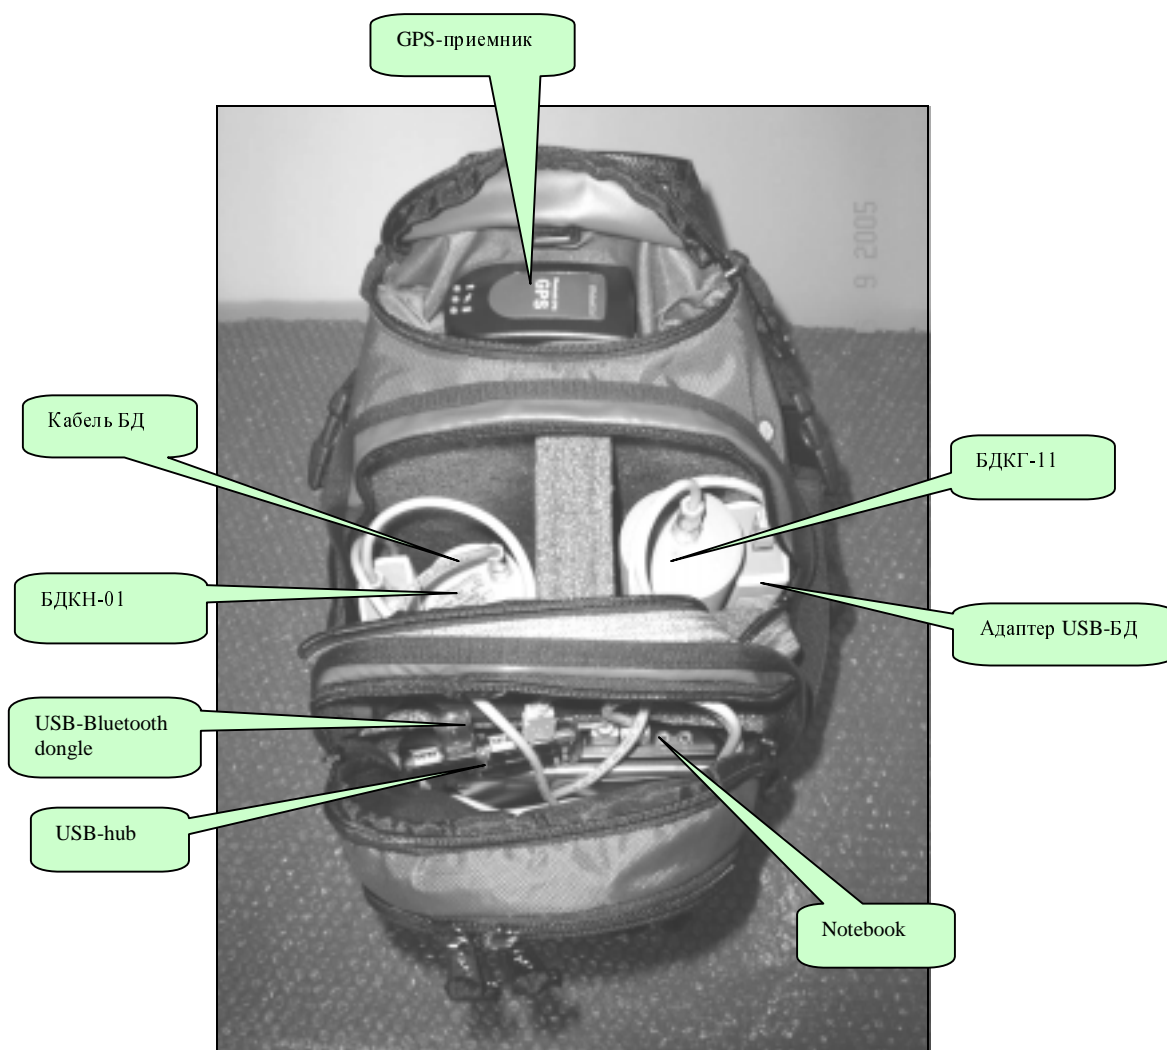 GPS-приемник
9 2005
GPS
Кабель БД
БДКГ-11
БДКН-01
Адаптер USB-БД
USB-Bluetooth
dongle
USB-hub
Notebook